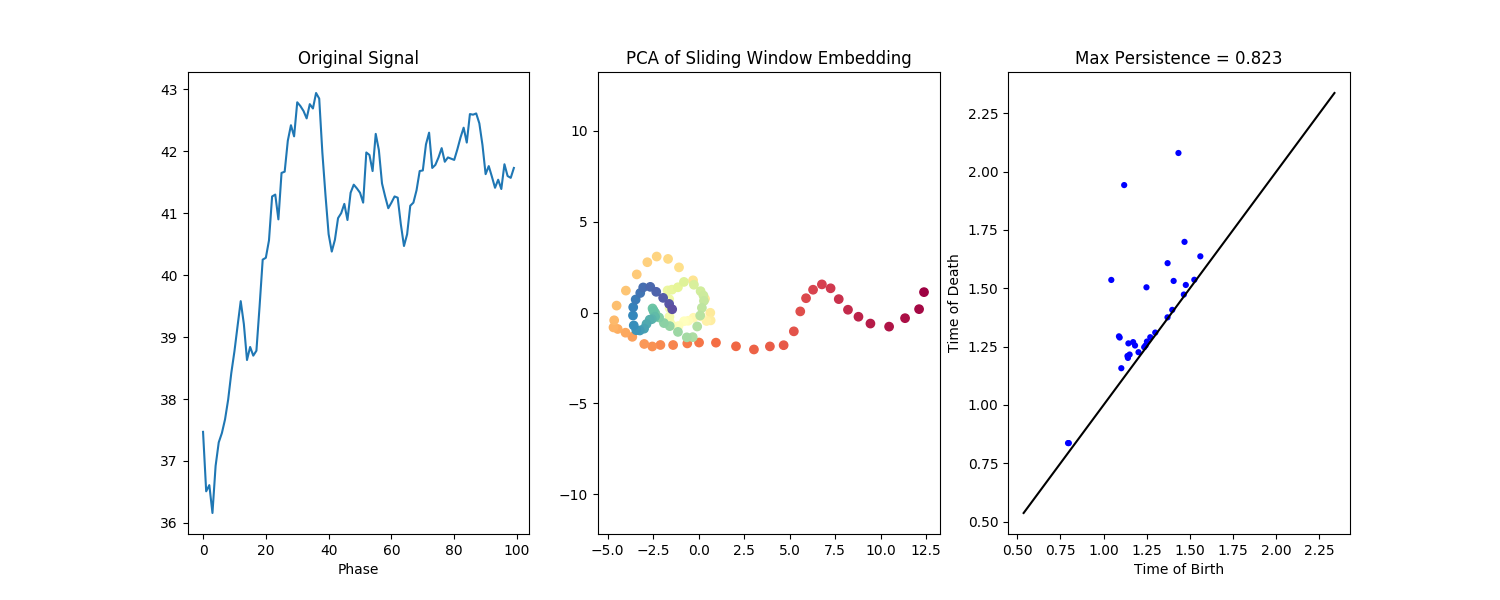 Original Signal
43
42
41
40
39
38
37
36
0 20 40 60 80 100
Phase
PCA of Sliding Window Embedding
10
5
0
−5
−10
−5.0 −2.5 0.0 2.5 5.0 7.5 10.0 12.5
Max Persistence = 0.823
Time of Death
2.25
2.00
1.75
1.50
1.25
1.00
0.75
0.50
0.50 0.75 1.00 1.25 1.50 1.75 2.00 2.25
Time of Birth